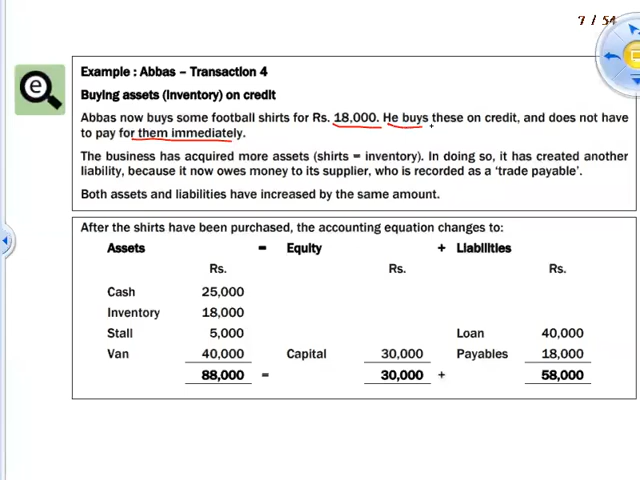 7 / 54
e
Example : Abbas – Transaction 4
Buying assets (inventory) on credit
Abbas now buys some football shirts for Rs. 18,000. He buys these on credit, and does not have
to pay for them immediately.
The business has acquired more assets (shirts = inventory). In doing so, it has created another
liability, because it now owes money to its supplier, who is recorded as a ‘trade payable’.
Both assets and liabilities have increased by the same amount.
After the shirts have been purchased, the accounting equation changes to:
Assets = Equity + Liabilities
Rs. Rs. Rs.
Cash 25,000
Inventory 18,000
Stall 5,000 Loan 40,000
Van 40,000 Capital 30,000 Payables 18,000
88,000 = 30,000 + 58,000